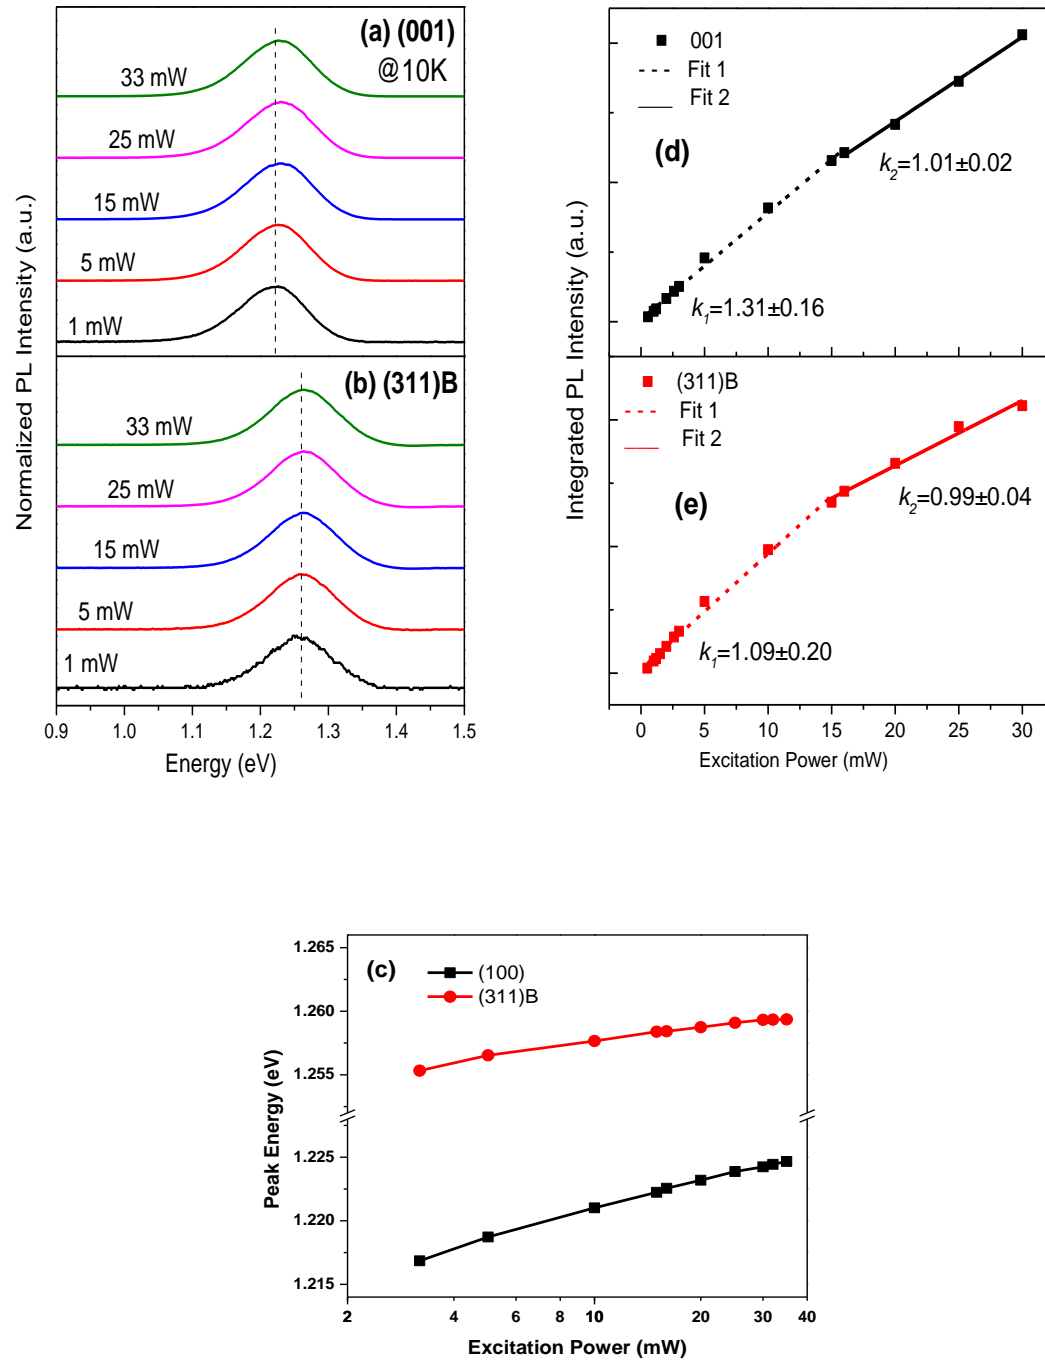 (a) (001)
@10K
33 mW
25 mW
15 mW
5 mW
1 mW
(b) (311)B
33 mW
25 mW
15 mW
5 mW
1 mW
Normalized PL Intensity (a.u.)
0.9 1.0 1.1 1.2 1.3 1.4 1.5
Energy (eV)
001
Fit 1
Fit 2
(d)
k2=1.01±0.02
k1=1.31±0.16
(311)B
Fit 1
Fit 2
(e)
k2=0.99±0.04
k1=1.09±0.20
Integrated PL Intensity (a.u.)
0 5 10 15 20 25 30
Excitation Power (mW)
(c)
(100)
(311)B
1.265
1.260
1.255
1.225
1.220
1.215
Peak Energy (eV)
2 4 6 8 10 20 30 40
Excitation Power (mW)